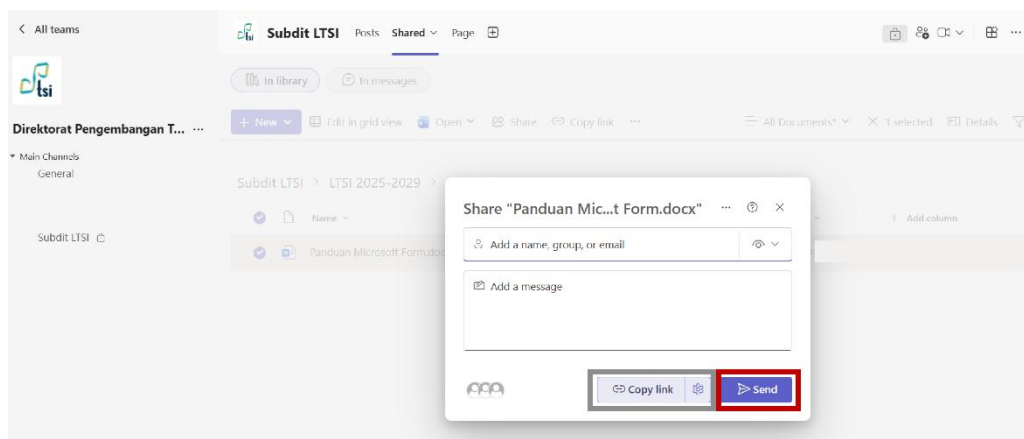 All teams
Subdit LTSI Posts Shared Page
ltsi
In library In messages
Direktorat Pengembangan T... ...
New Edit in grid view Open Share Copy link ... All Documents* 1 selected Details
Main Channels
General
Subdit LTSI > LTSI 2025-2029 >
Share "Panduan Mic...t Form.docx" ...
Name
Add column
Add a name, group, or email
Subdit LTSI
Panduan Microsoft Form.doc
Add a message
Copy link Send